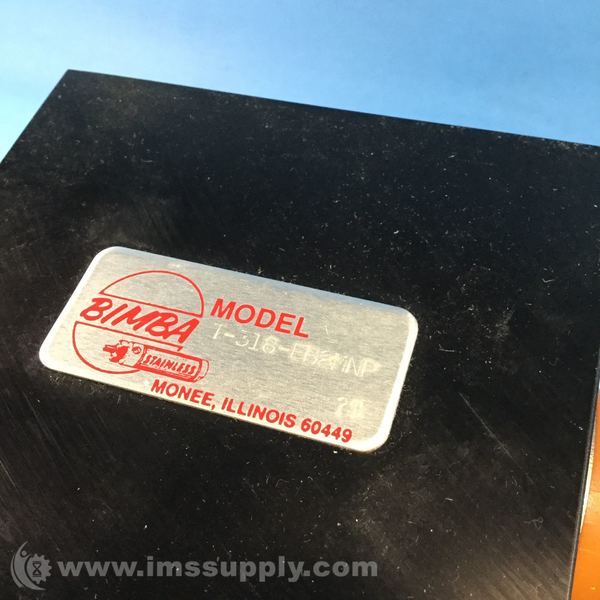 BIMBA
STAINLESS
MODEL
MONEE, ILLINOIS 60449
www.imssupply.com